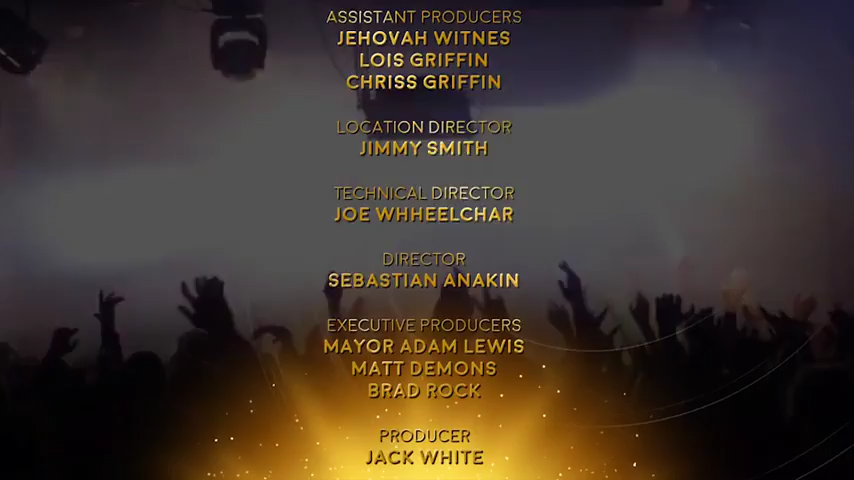 ASSISTANT PRODUCERS
JEHOVAH WITNES
LOIS GRIFFIN
CHRISS GRIFFIN
LOCATION DIRECTOR
JIMMY SMITH
TECHNICAL DIRECTOR
JOE WHHEELCHAR
DIRECTOR
SEBASTIAN ANAKIN
EXECUTIVE PRODUCERS
MAYOR ADAM LEWIS
MATT DEMONS
BRAD ROCK
PRODUCER
JACK WHITE